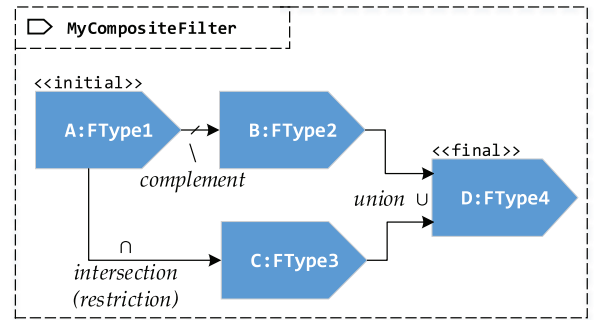 MyCompositeFilter
<<initial>>
A:FType1
B:FType2
\
complement
<<final>>
union ∪
D:FType4
∩
intersection
(restriction)
C:FType3